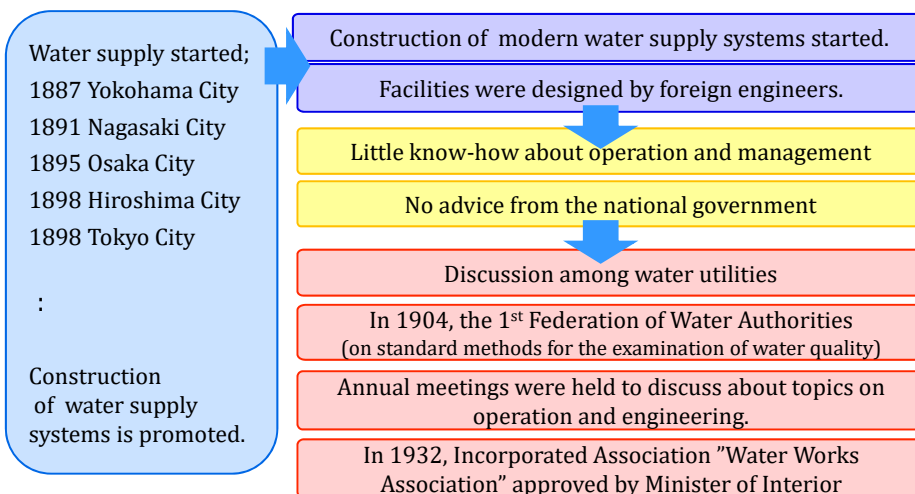 Water supply started;
1887 Yokohama City
1891 Nagasaki City
1895 Osaka City
1898 Hiroshima City
1898 Tokyo City
:
Construction
of water supply
systems is promoted.
Construction of modern water supply systems started.
Facilities were designed by foreign engineers.
Little know-how about operation and management
No advice from the national government
Discussion among water utilities
In 1904, the 1st Federation of Water Authorities
(on standard methods for the examination of water quality)
Annual meetings were held to discuss about topics on
operation and engineering.
In 1932, Incorporated Association ”Water Works
Association” approved by Minister of Interior